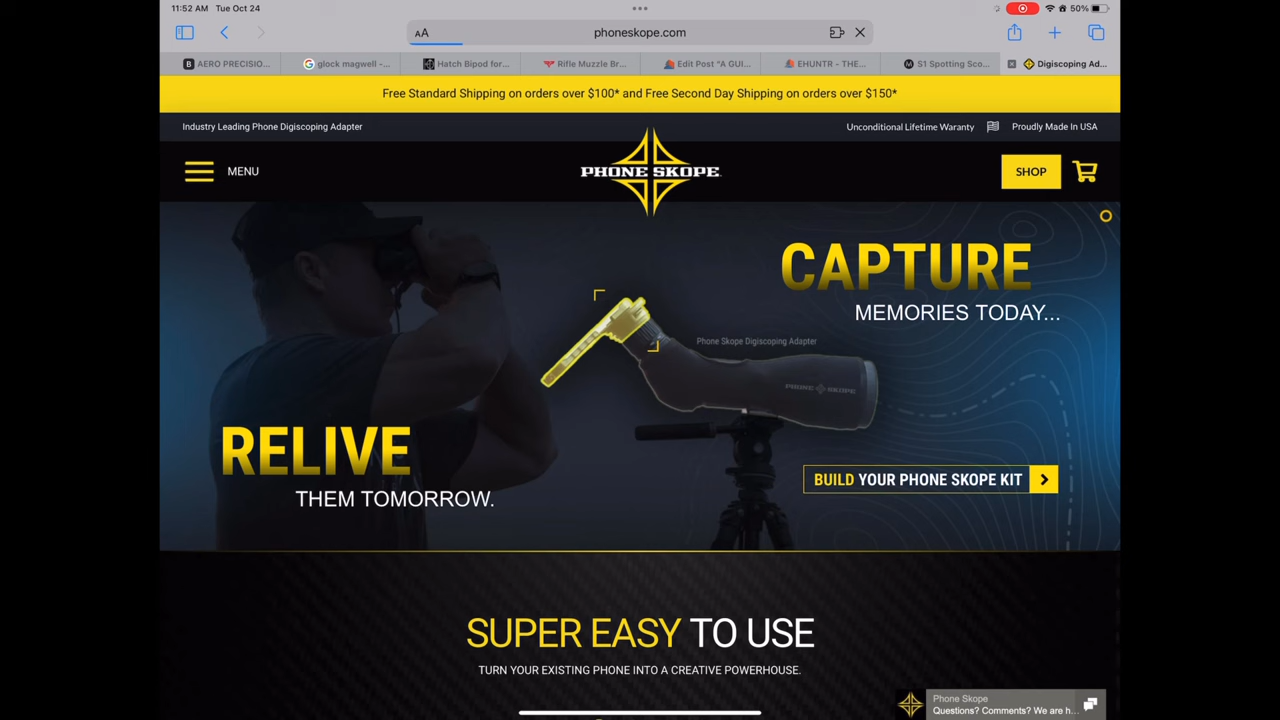 11:52 AM Tue Oct 24
50%
AA
phoneskope.com
AERO PRECISIO...
glock magwell -...
Hatch Bipod for...
Rifle Muzzle Br...
Edit Post "A GUI...
EHUNTR - THE...
S1 Spotting Sco...
Digiscoping Ad...
Free Standard Shipping on orders over $100* and Free Second Day Shipping on orders over $150*
Industry Leading Phone Digiscoping Adapter
Unconditional Lifetime Warranty
Proudly Made In USA
MENU
PHONE SKOPE
SHOP
CAPTURE
MEMORIES TODAY...
Phone Skope Digiscoping Adapter
PHONE SKOPE
RELIVE
THEM TOMORROW.
BUILD YOUR PHONE SKOPE KIT
SUPER EASY TO USE
TURN YOUR EXISTING PHONE INTO A CREATIVE POWERHOUSE.
Phone Skope
Questions? Comments? We are h...